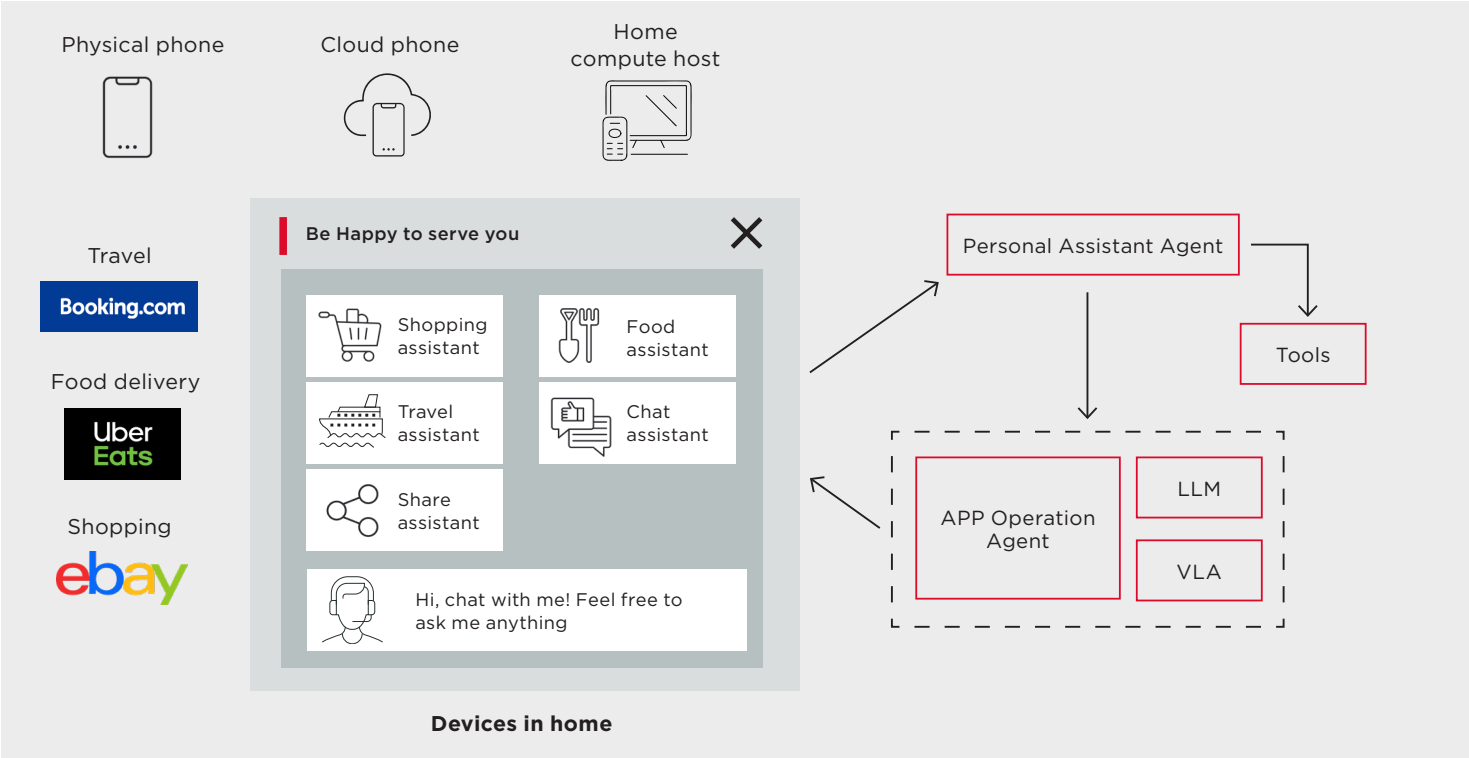 Physical phone
Cloud phone
Home
compute host
Travel
Booking.com
Food delivery
Uber
Eats
Shopping
ebay
Be Happy to serve you
Shopping
assistant
Food
assistant
Travel
assistant
Chat
assistant
Share
assistant
Hi, chat with me! Feel free to
ask me anything
Devices in home
Personal Assistant Agent
Tools
APP Operation
Agent
LLM
VLA